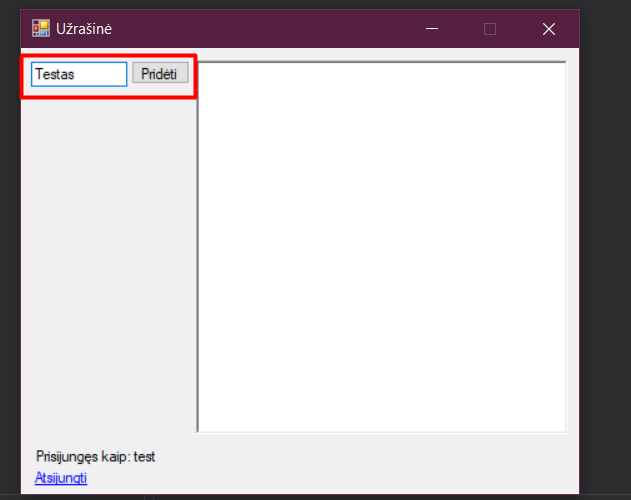 Užrašinė
Testas Pridėti
Prisijungęs kaip: test
Atsijungti